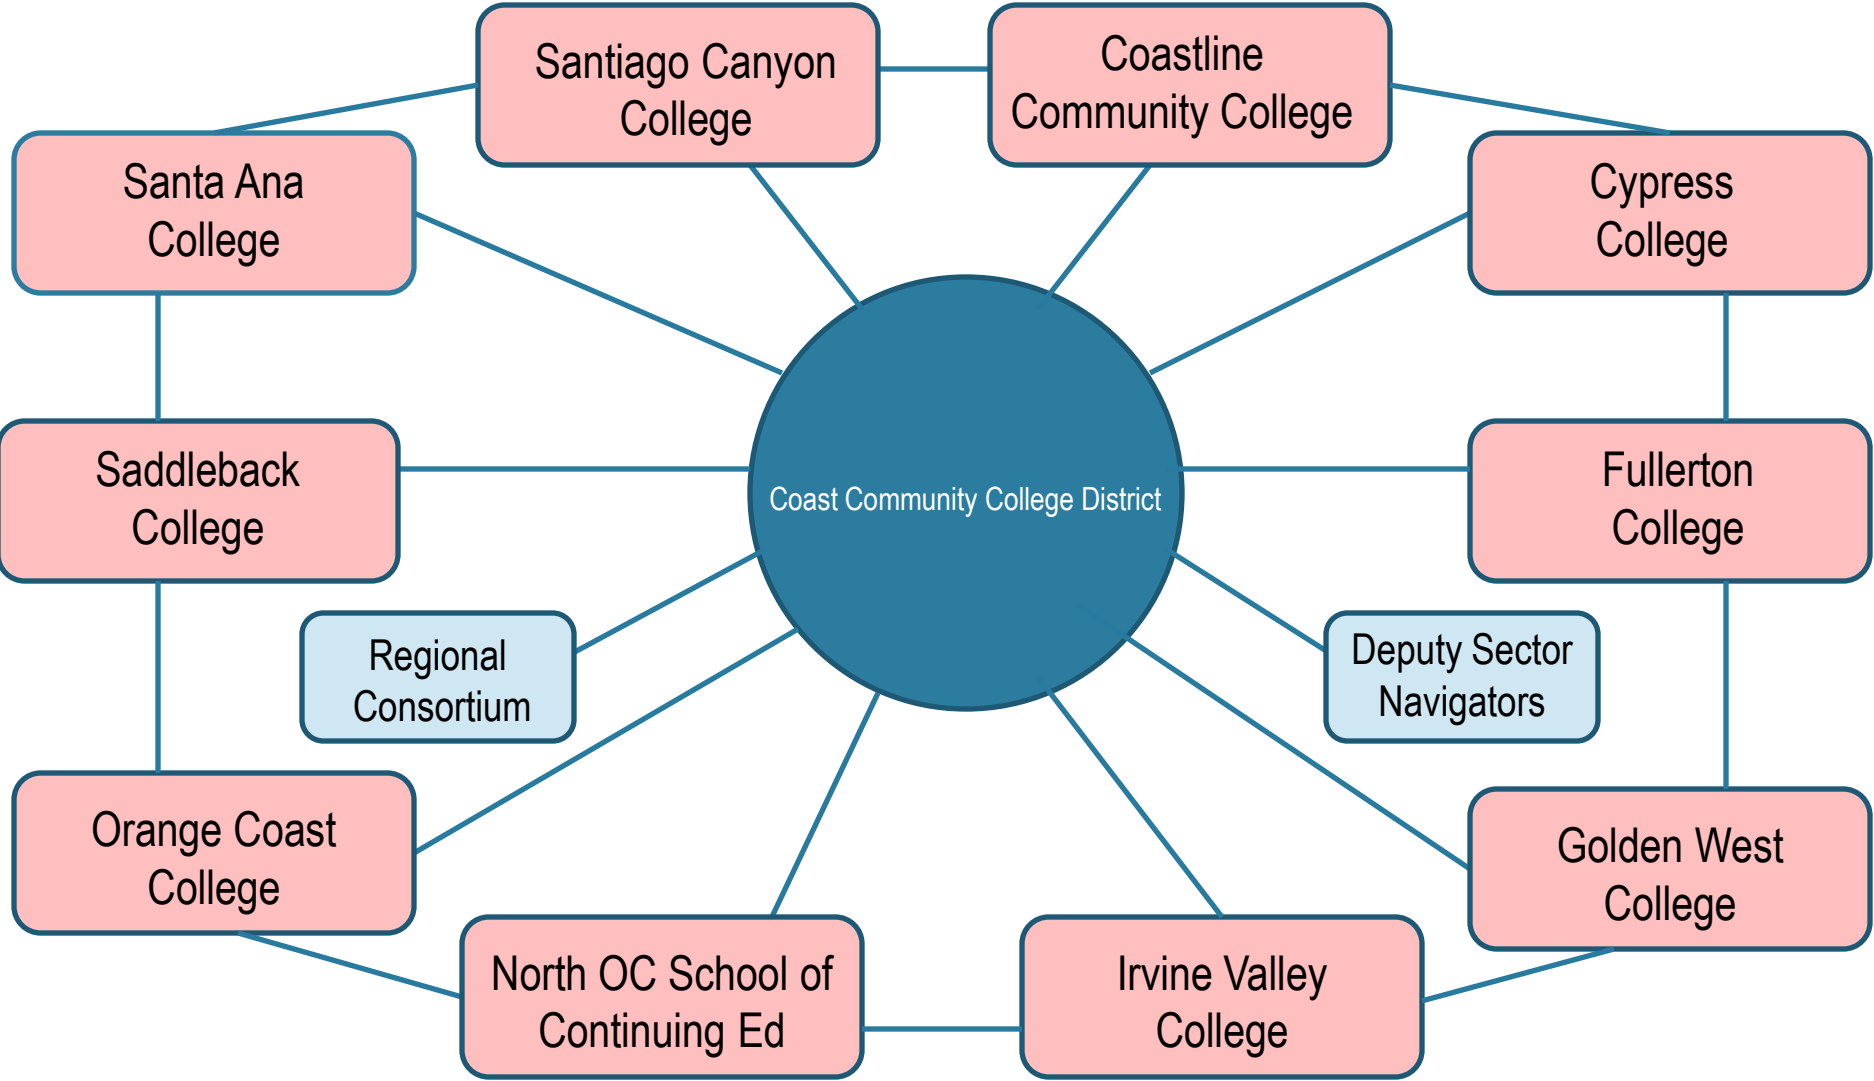 Santiago Canyon
College
Coastline
Community College
Santa Ana
College
Cypress
College
Saddleback
College
Coast Community College District
Fullerton
College
Regional
Consortium
Deputy Sector
Navigators
Orange Coast
College
Golden West
College
North OC School of
Continuing Ed
Irvine Valley
College